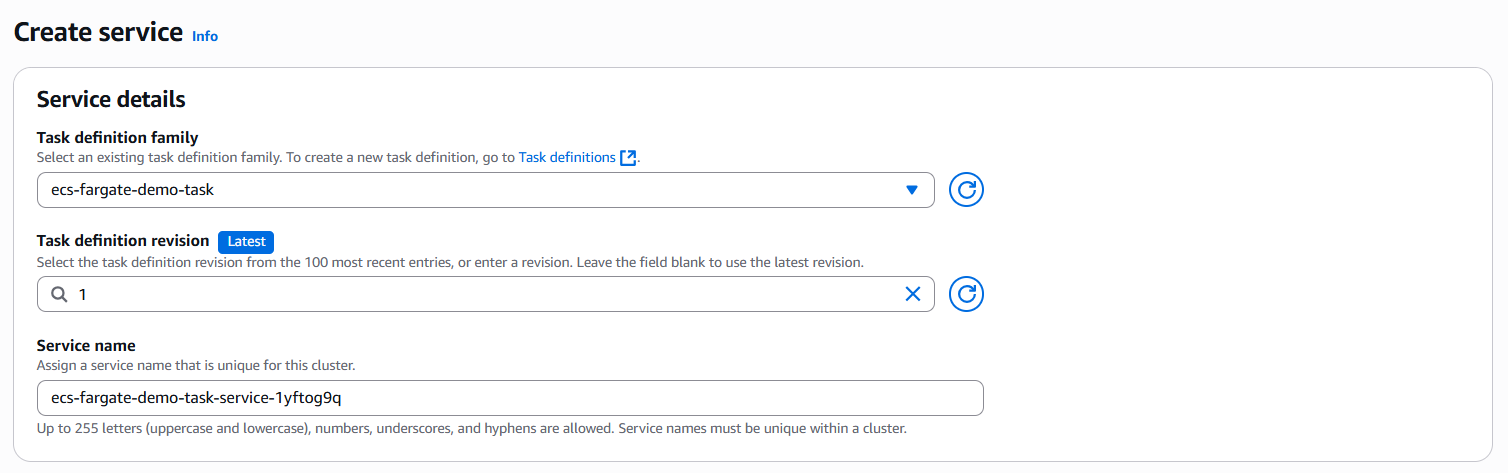 Create service Info
Service details
Task definition family
Select an existing task definition family. To create a new task definition, go to Task definitions.
ecs-fargate-demo-task
Task definition revision Latest
Select the task definition revision from the 100 most recent entries, or enter a revision. Leave the field blank to use the latest revision.
1
Service name
Assign a service name that is unique for this cluster.
ecs-fargate-demo-task-service-1yftog9q
Up to 255 letters (uppercase and lowercase), numbers, underscores, and hyphens are allowed. Service names must be unique within a cluster.